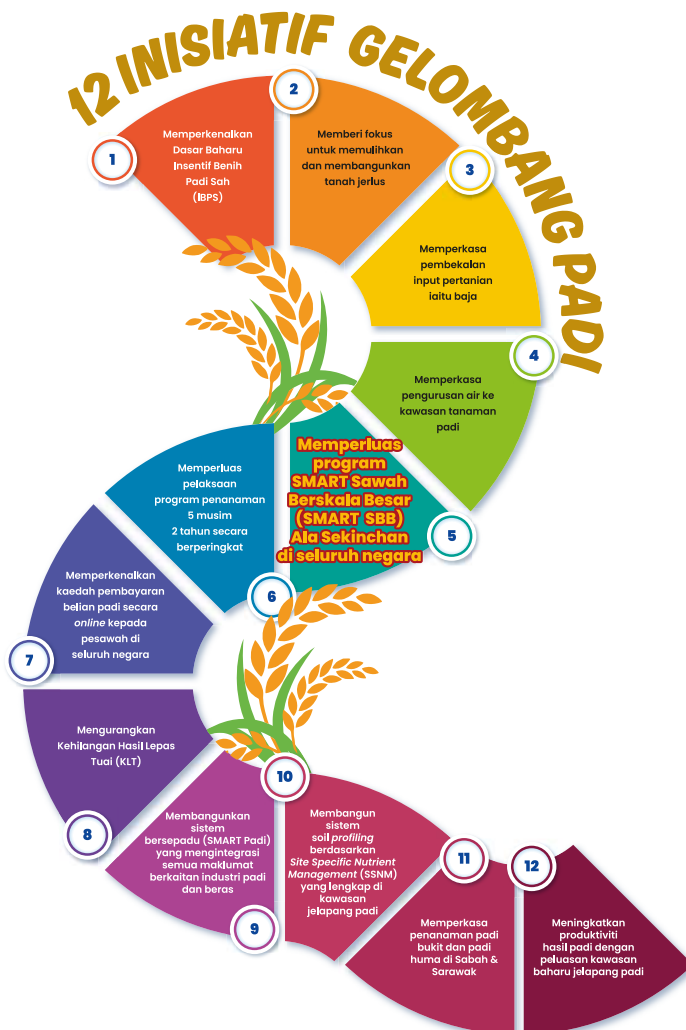 12 INISIATIF GELOMBANG PADI
1
Memperkenalkan
Dasar Baharu
Insentif Benih
Padi Sah
(IBPS)
2
Memberi fokus
untuk memulihkan
dan membangunkan
tanah jerlus
3
Memperkasa
pembekalan
input pertanian
iaitu baja
4
Memperkasa
pengurusan air ke
kawasan tanaman
padi
5
Memperluas
program
SMART Sawah
Berskala Besar
(SMART SBB)
Ala Sekinchan
di seluruh negara
6
Memperluas
pelaksaan
program penanaman
5 musim
2 tahun secara
berperingkat
7
Memperkenalkan
kaedah pembayaran
belian padi secara
online kepada
pesawah di
seluruh negara
8
Mengurangkan
Kehilangan Hasil Lepas
Tuai (KLT)
9
Membangunkan
sistem
bersepadu (SMART Padi)
yang mengintegrasi
semua maklumat
berkaitan industri padi
dan beras
10
Membangun
sistem
soil profiling
berdasarkan
Site Specific Nutrient
Management (SSNM)
yang lengkap di
kawasan
jelapang padi
11
Memperkasa
penanaman padi
bukit dan padi
huma di Sabah &
Sarawak
12
Meningkatkan
produktiviti
hasil padi dengan
peluasan kawasan
baharu jelapang padi